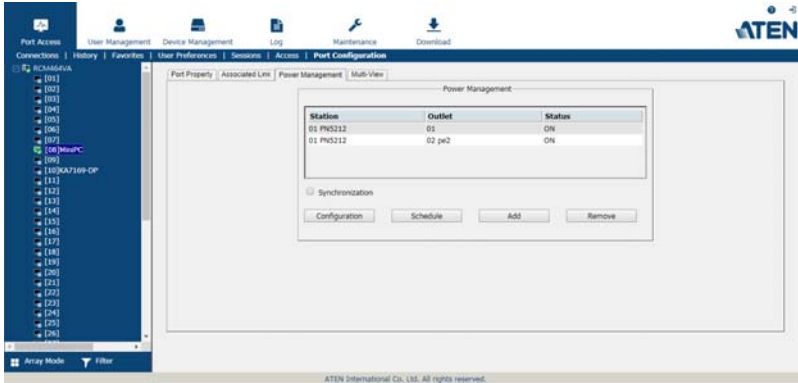 Port Access User Management Device Management Log Maintenance Download
ATEN
Connections | History | Favorites | User Preferences | Sessions | Access | Port Configuration
RCMA64VA
[01]
[02]
[03]
[04]
[05]
[06]
[07]
[08]MiniPC
[09]
[10]KA7169-DP
[11]
[12]
[13]
[14]
[15]
[16]
[17]
[18]
[19]
[20]
[21]
[22]
[23]
[24]
[25]
[26]
Array Mode Filter
Port Property Associated Link Power Management Multi-View
Power Management
Station Outlet Status
01 PN5212 01 ON
01 PN5212 02 pe2 ON
Synchronization
Configuration Schedule Add Remove
ATEN International Co. Ltd. All rights reserved.